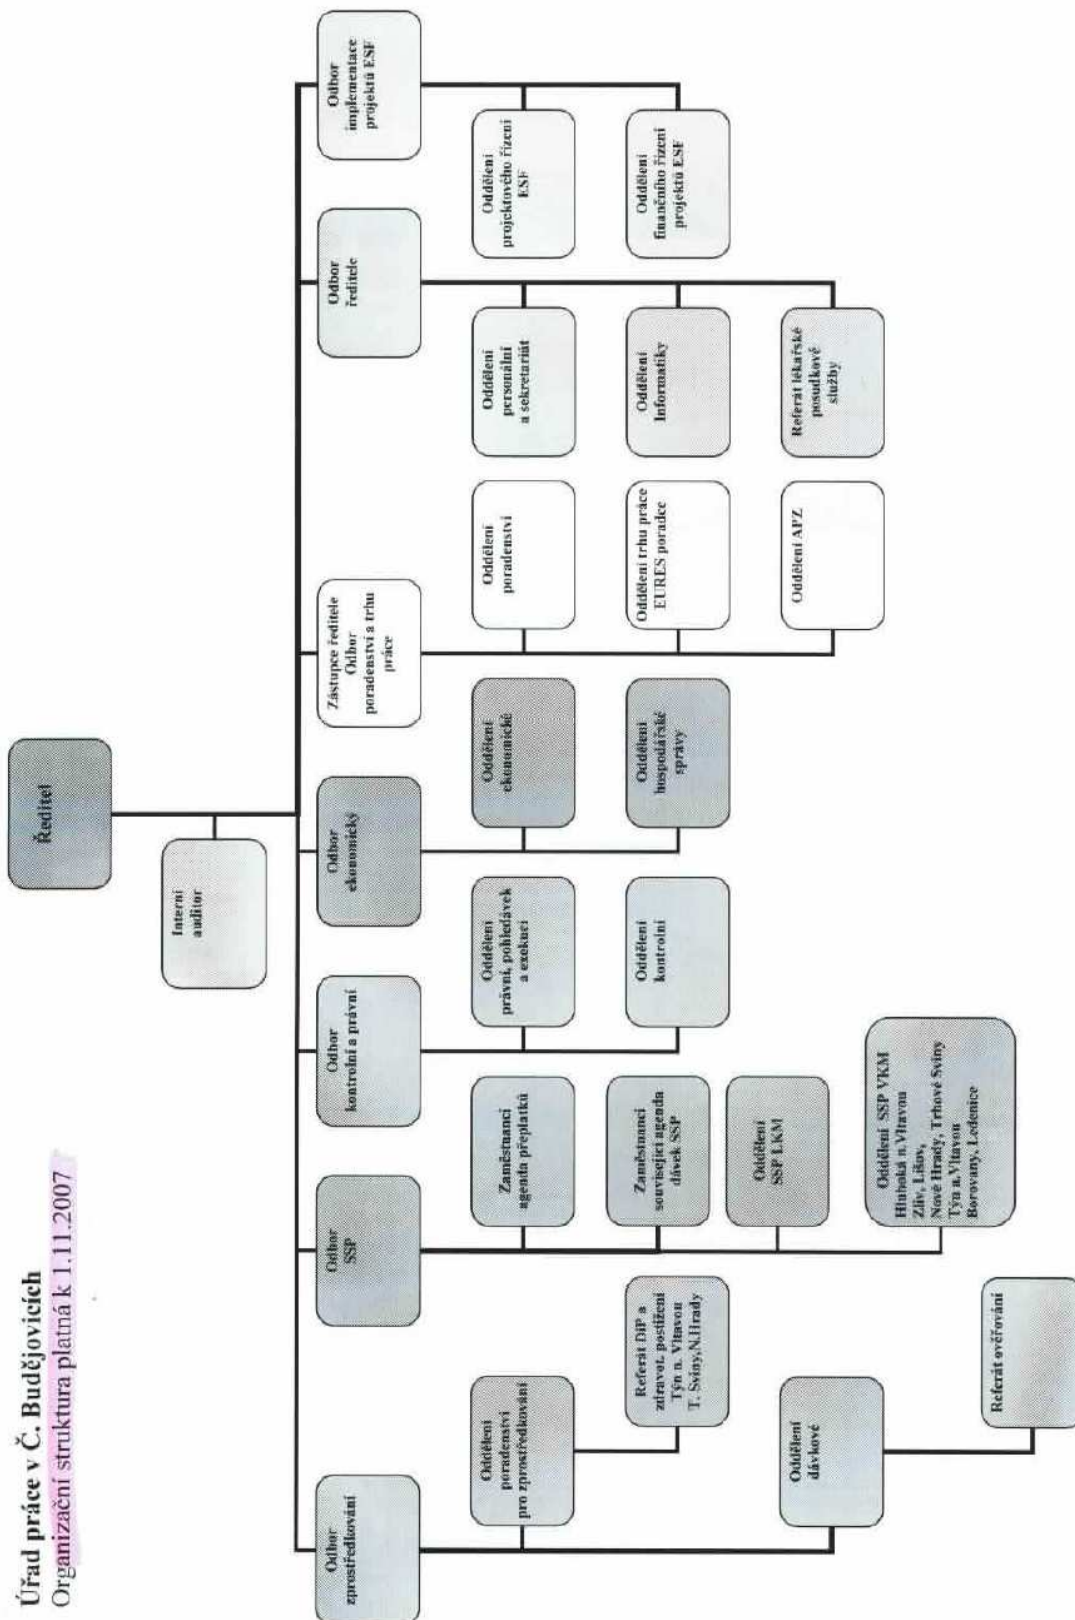 Úřad práce v Č. Budějovicích
Organizační struktura platná k 1.11.2007
Ředitel
Interní
auditor
Odbor
zprostředkování
Odbor
SSP
Odbor
kontrolní a právní
Odbor
ekonomický
Zástupce ředitele
Odbor
poradenství a trhu
práce
Odbor
ředitele
Odbor
implementace
projektů ESF
Oddělení
poradenství
pro zprostředkování
Referát DiP a
zdravot. postižení
Týn n. Vltavou
T. Sviny,N.Hrady
Oddělení
dávkové
Referát ověřování
Zaměstnanci
agenda přeplatků
Zaměstnanci
související agenda
dávek SSP
Oddělení
SSP LKM
Oddělení SSP VKM
Hluboká n.Vltavou
Zliv, Lišov,
Nové Hrady, Trhové Sviny
Týn n.Vltavou
Borovany, Ledenice
Oddělení
právní, pohledávek
a exekucí
Oddělení
kontrolní
Oddělení
ekonomické
Oddělení
hospodářské
správy
Oddělení
poradenství
Oddělení trhu práce
EURES poradce
Oddělení APZ
Oddělení
personální
a sekretariát
Oddělení
Informatiky
Referát lékařské
posudkové
služby
Oddělení
projektového řízení
ESF
Oddělení
finančního řízení
projektů ESF